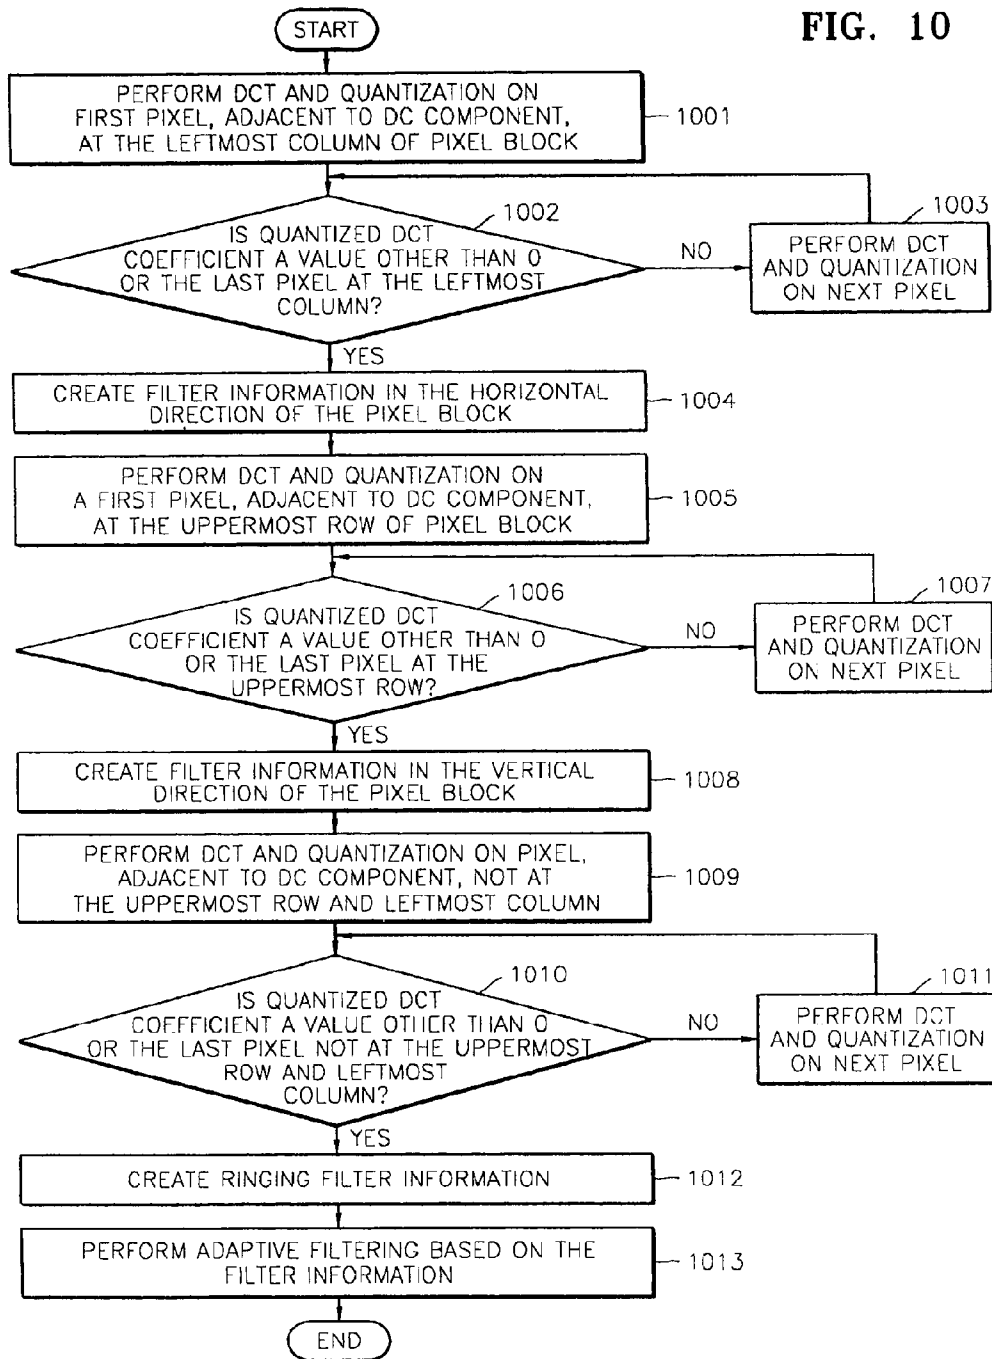 FIG. 10
START
PERFORM DCT AND QUANTIZATION ON
FIRST PIXEL, ADJACENT TO DC COMPONENT,
AT THE LEFTMOST COLUMN OF PIXEL BLOCK
1001
1002
IS QUANTIZED DCT
COEFFICIENT A VALUE OTHER THAN 0
OR THE LAST PIXEL AT THE LEFTMOST
COLUMN?
NO
1003
PERFORM DCT
AND QUANTIZATION
ON NEXT PIXEL
YES
CREATE FILTER INFORMATION IN THE HORIZONTAL
DIRECTION OF THE PIXEL BLOCK
1004
PERFORM DCT AND QUANTIZATION ON
A FIRST PIXEL, ADJACENT TO DC COMPONENT,
AT THE UPPERMOST ROW OF PIXEL BLOCK
1005
1006
IS QUANTIZED DCT
COEFFICIENT A VALUE OTHER THAN 0
OR THE LAST PIXEL AT THE
UPPERMOST ROW?
NO
1007
PERFORM DCT
AND QUANTIZATION
ON NEXT PIXEL
YES
CREATE FILTER INFORMATION IN THE VERTICAL
DIRECTION OF THE PIXEL BLOCK
1008
PERFORM DCT AND QUANTIZATION ON PIXEL,
ADJACENT TO DC COMPONENT, NOT AT
THE UPPERMOST ROW AND LEFTMOST COLUMN
1009
1010
IS QUANTIZED DCT
COEFFICIENT A VALUE OTHER THAN 0
OR THE LAST PIXEL NOT AT THE UPPERMOST
ROW AND LEFTMOST
COLUMN?
NO
1011
PERFORM DCT
AND QUANTIZATION
ON NEXT PIXEL
YES
CREATE RINGING FILTER INFORMATION
1012
PERFORM ADAPTIVE FILTERING BASED ON THE
FILTER INFORMATION
1013
END